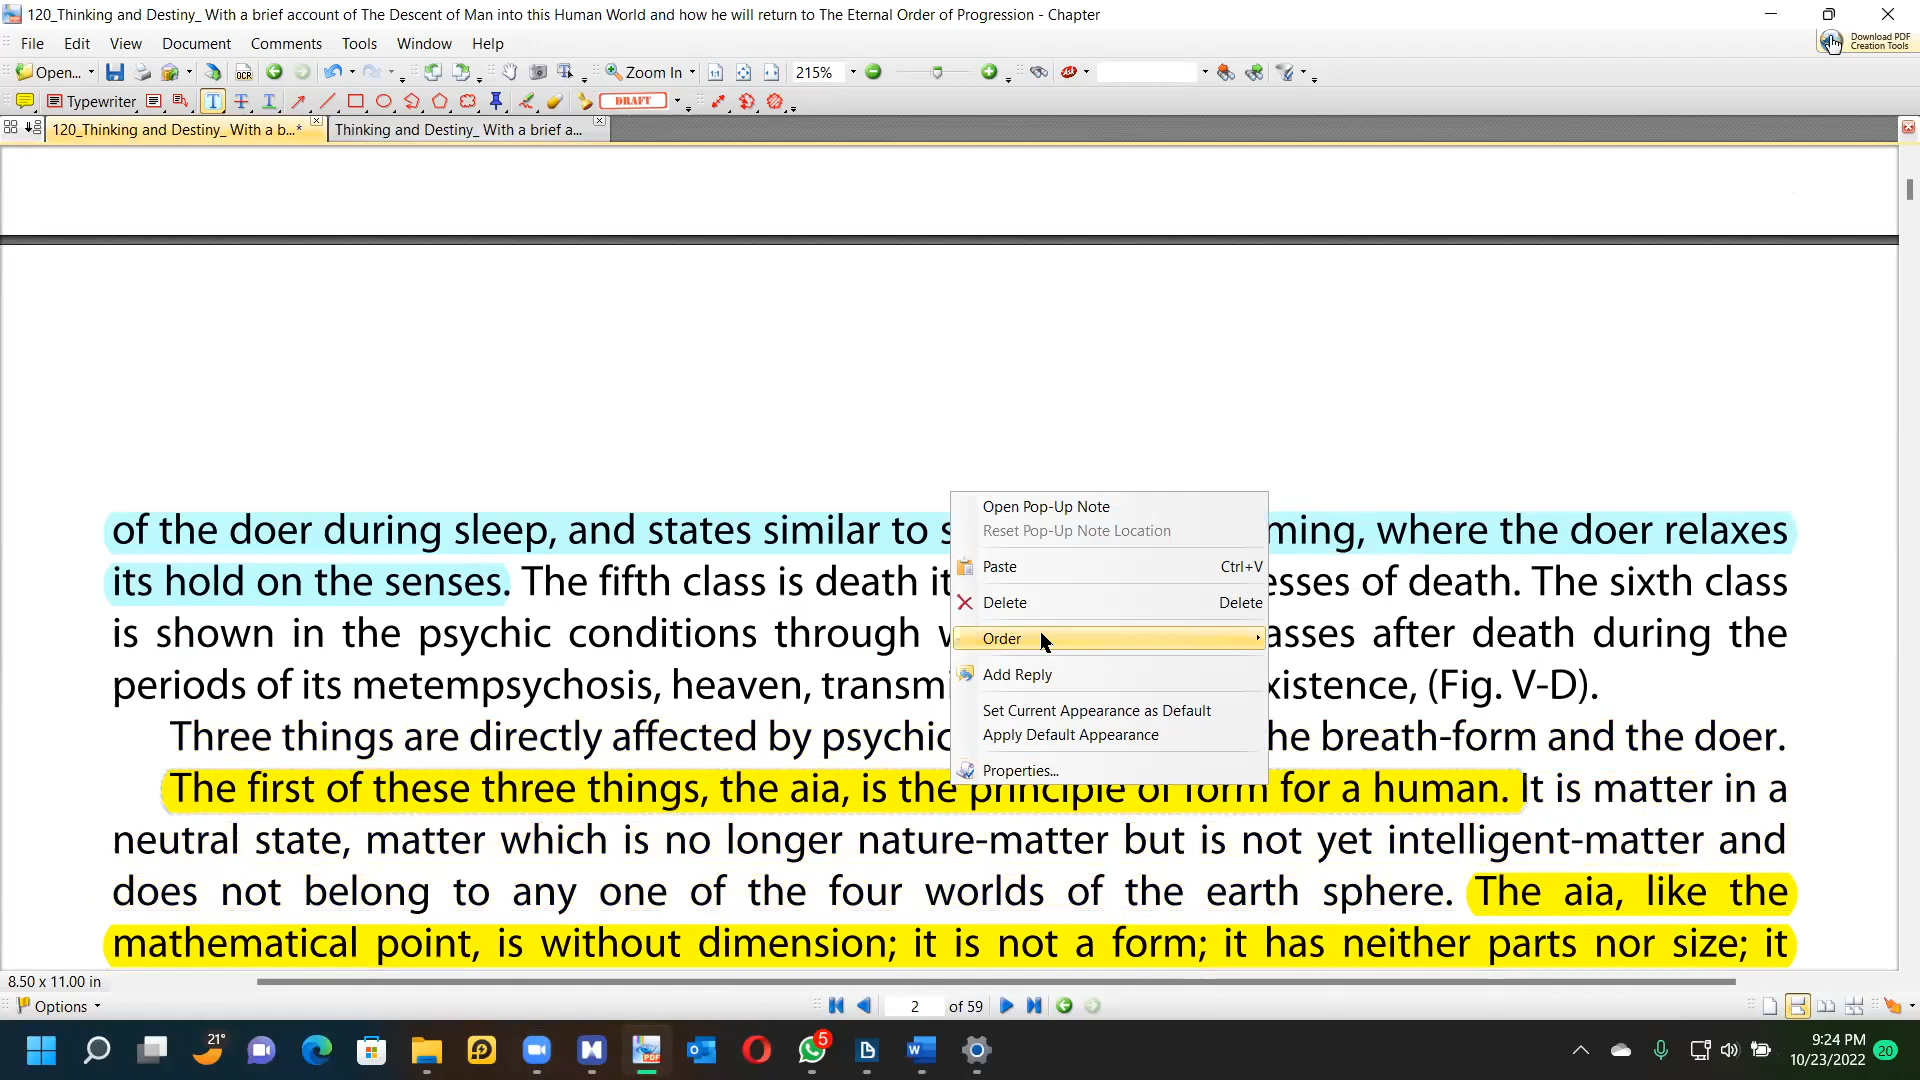 120_Thinking and Destiny_ With a brief account of The Descent of Man into this Human World and how he will return to The Eternal Order of Progression - Chapter
File Edit View Document Comments Tools Window Help
Download PDF
Creation Tools
Open... OCR Zoom In 215%
Typewriter DRAFT
120_Thinking and Destiny_ With a b...* Thinking and Destiny_ With a brief a...
of the doer during sleep, and states similar to s ming, where the doer relaxes
its hold on the senses. The fifth class is death it esses of death. The sixth class
is shown in the psychic conditions through w asses after death during the
periods of its metempsychosis, heaven, transmi xistence, (Fig. V-D).
Three things are directly affected by psychic he breath-form and the doer.
The first of these three things, the aia, is the principle of form for a human. It is matter in a
neutral state, matter which is no longer nature-matter but is not yet intelligent-matter and
does not belong to any one of the four worlds of the earth sphere. The aia, like the
mathematical point, is without dimension; it is not a form; it has neither parts nor size; it
Open Pop-Up Note
Reset Pop-Up Note Location
Paste Ctrl+V
Delete Delete
Order
Add Reply
Set Current Appearance as Default
Apply Default Appearance
Properties...
8.50 x 11.00 in
Options 2 of 59
21° 5
9:24 PM
10/23/2022 20